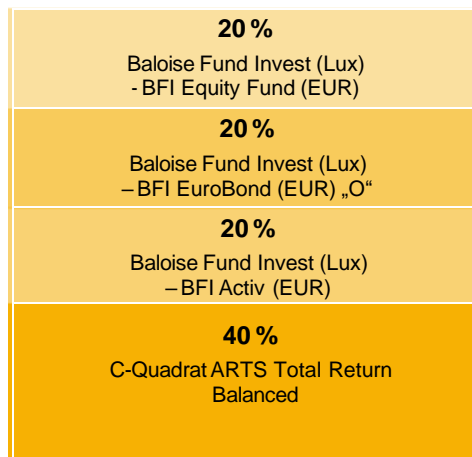 20 %
Baloise Fund Invest (Lux)
- BFI Equity Fund (EUR)
20 %
Baloise Fund Invest (Lux)
– BFI EuroBond (EUR) „O“
20 %
Baloise Fund Invest (Lux)
– BFI Activ (EUR)
40 %
C-Quadrat ARTS Total Return
Balanced